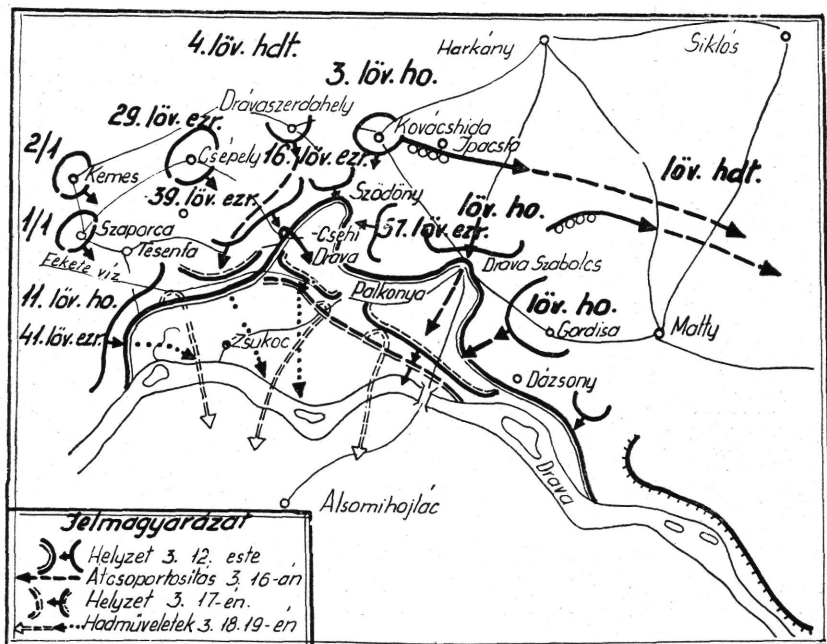 4. löv. hdt.
Harkány
Siklós
3. löv. ho.
Drávaszerdahely
29. löv. ezr.
Kovácshida
Ipacsfa
2/1
Csépely
16. löv. ezr.
Kemes
löv. hdt.
39. löv. ezr.
Szödöny
löv. ho.
1/1
Szaporca
57. löv. ezr.
Tésenfa
Csehi
Dráva
Dráva Szabolcs
Fekete víz
11. löv. ho.
Palkonya
löv. ho.
41. löv. ezr.
Zsukoc
Gordisa
Matty
Dázsony
Dráva
Alsomihojlác
Jelmagyarázat
Helyzet 3. 12. este
Átcsoportositás 3. 16-án
Helyzet 3. 17-én.
Hadműveletek 3. 18. 19-én